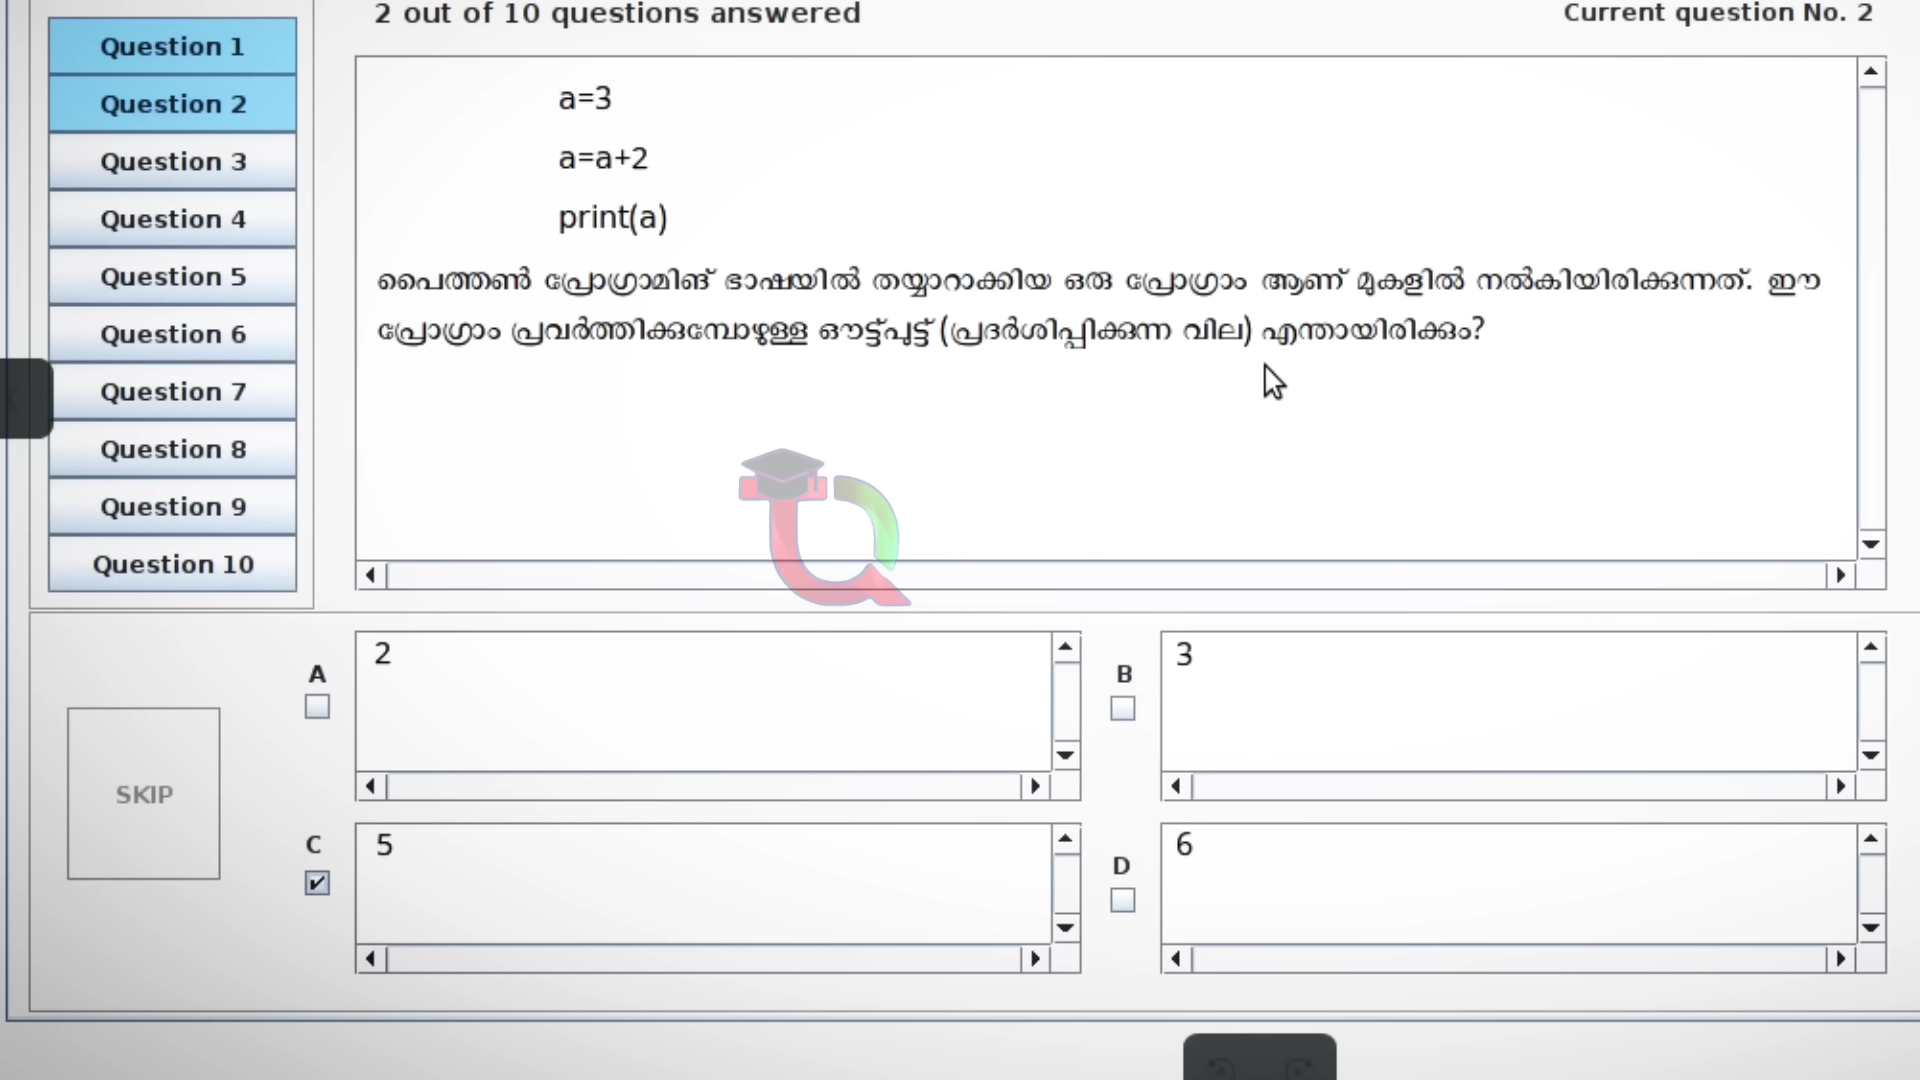 2 out of 10 questions answered
Current question No. 2
Question 1
Question 2
Question 3
Question 4
Question 5
Question 6
Question 7
Question 8
Question 9
Question 10
a=3
a=a+2
print(a)
പൈത്തൺ പ്രോഗ്രാമിങ് ഭാഷയിൽ തയ്യാറാക്കിയ ഒരു പ്രോഗ്രാം ആണ് മുകളിൽ നൽകിയിരിക്കുന്നത്. ഈ
പ്രോഗ്രാം പ്രവർത്തിക്കുമ്പോഴുള്ള ഔട്ട്പുട്ട് (പ്രദർശിപ്പിക്കുന്ന വില) എന്തായിരിക്കും?
SKIP
A
2
B
3
C
5
D
6